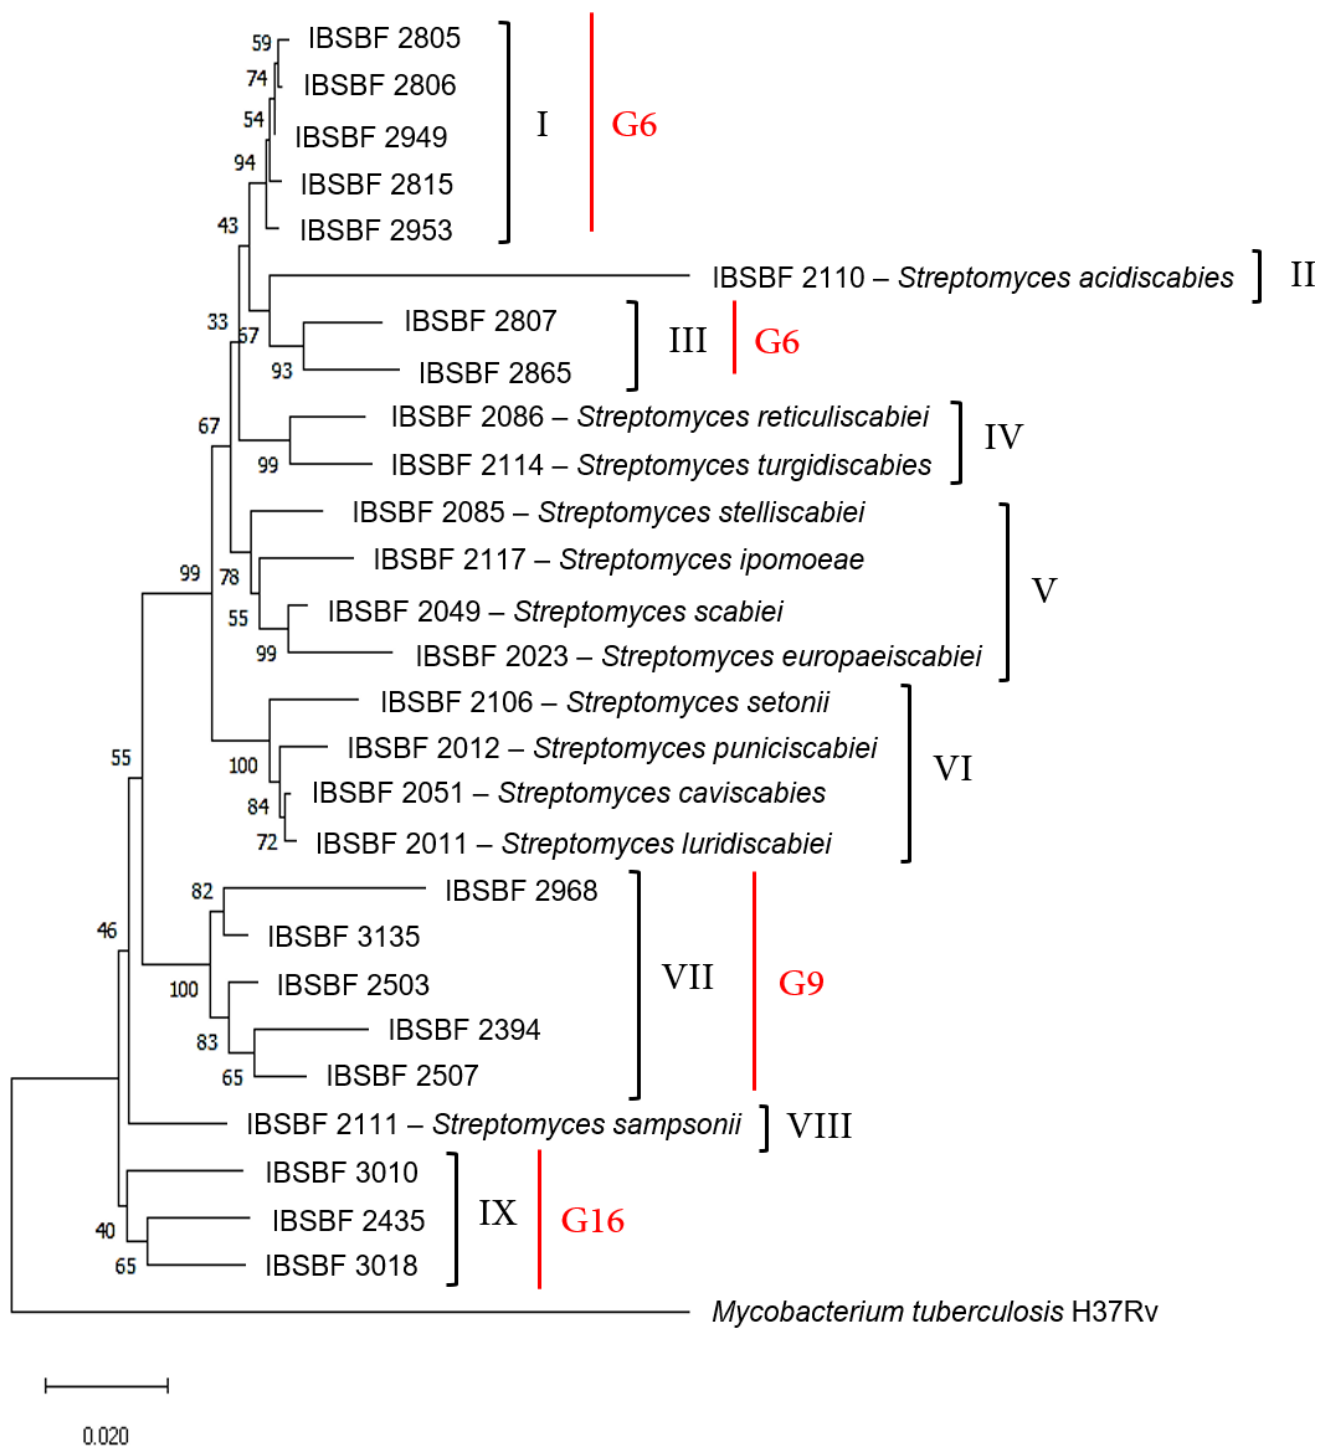 59 IBSBF 2805
74 IBSBF 2806
54 IBSBF 2949 I G6
94 IBSBF 2815
43 IBSBF 2953
IBSBF 2110 – Streptomyces acidiscabies II
33 67 IBSBF 2807 III G6
93 IBSBF 2865
67 IBSBF 2086 – Streptomyces reticuliscabiei IV
99 IBSBF 2114 – Streptomyces turgidiscabies
IBSBF 2085 – Streptomyces stelliscabiei
99 78 IBSBF 2117 – Streptomyces ipomoeae V
55 IBSBF 2049 – Streptomyces scabiei
99 IBSBF 2023 – Streptomyces europaeiscabiei
IBSBF 2106 – Streptomyces setonii
55 100 IBSBF 2012 – Streptomyces puniciscabiei VI
84 IBSBF 2051 – Streptomyces caviscabies
72 IBSBF 2011 – Streptomyces luridiscabiei
82 IBSBF 2968
46 IBSBF 3135
100 IBSBF 2503 VII G9
83 IBSBF 2394
65 IBSBF 2507
IBSBF 2111 – Streptomyces sampsonii VIII
IBSBF 3010
40 IBSBF 2435 IX G16
65 IBSBF 3018
Mycobacterium tuberculosis H37Rv
0.020